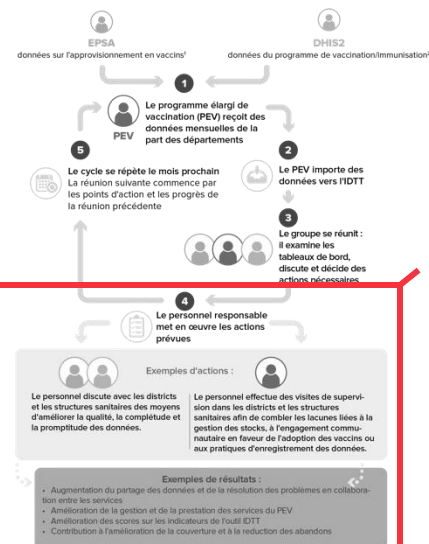 EPSA
données sur l'approvisionnement en vaccins¹
DHIS2
données du programme de vaccination/immunisation²
1
Le programme élargi de
vaccination (PEV) reçoit des
données mensuelles de la
part des départements
PEV
2
Le PEV importe des
données vers l'IDTT
3
Le groupe se réunit :
il examine les
tableaux de bord,
discute et décide des
actions nécessaires
5
Le cycle se répète le mois prochain
La réunion suivante commence par
les points d'action et les progrès de
la réunion précédente
4
Le personnel responsable
met en œuvre les actions
prévues
Exemples d'actions :
Le personnel discute avec les districts
et les structures sanitaires des moyens
d'améliorer la qualité, la complétude et
la promptitude des données.
Le personnel effectue des visites de supervi-
sion dans les districts et les structures
sanitaires afin de combler les lacunes liées à la
gestion des stocks, à l'engagement commu-
nautaire en faveur de l'adoption des vaccins ou
aux pratiques d'enregistrement des données.
Exemples de résultats :
• Augmentation du partage des données et de la résolution des problèmes en collabora-
tion entre les services
• Amélioration de la gestion et de la prestation des services du PEV
• Amélioration des scores sur les indicateurs de l'outil IDTT
• Contribution à l'amélioration de la couverture et à la reduction des abandons